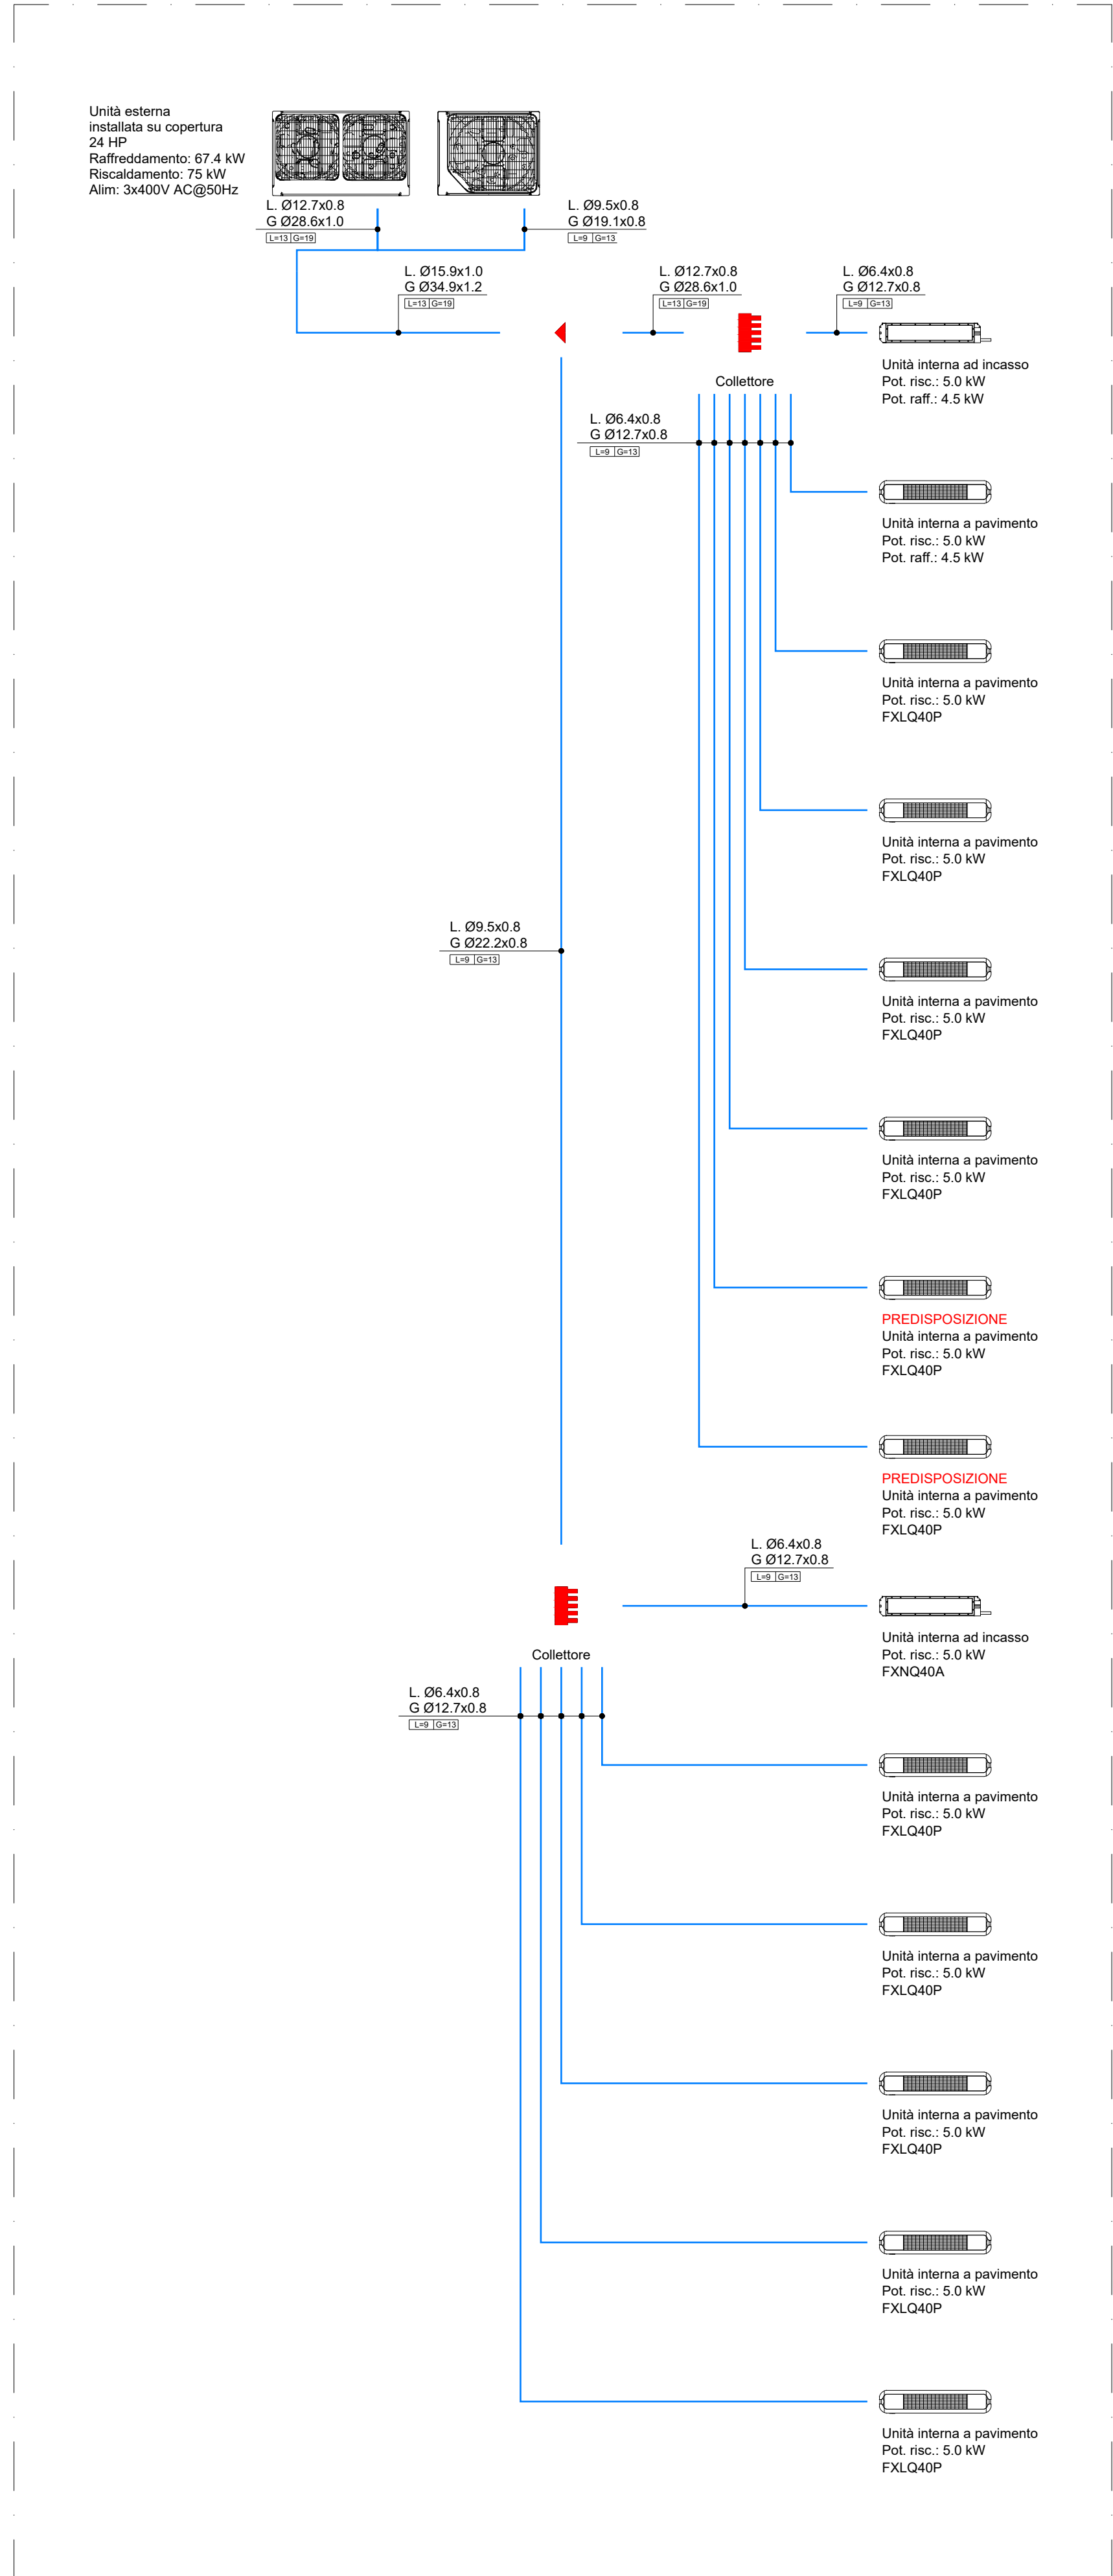 Unità esterna
installata su copertura
24 HP
Raffreddamento: 67.4 kW
Riscaldamento: 75 kW
Alim: 3x400V AC@50Hz
L. Ø12.7x0.8
G Ø28.6x1.0
L=13 G=19
L. Ø9.5x0.8
G Ø19.1x0.8
L=9 G=13
L. Ø15.9x1.0
G Ø34.9x1.2
L=13 G=19
L. Ø12.7x0.8
G Ø28.6x1.0
L=13 G=19
L. Ø6.4x0.8
G Ø12.7x0.8
L=9 G=13
Unità interna ad incasso
Pot. risc.: 5.0 kW
Pot. raff.: 4.5 kW
Collettore
L. Ø6.4x0.8
G Ø12.7x0.8
L=9 G=13
Unità interna a pavimento
Pot. risc.: 5.0 kW
Pot. raff.: 4.5 kW
Unità interna a pavimento
Pot. risc.: 5.0 kW
FXLQ40P
Unità interna a pavimento
Pot. risc.: 5.0 kW
FXLQ40P
L. Ø9.5x0.8
G Ø22.2x0.8
L=9 G=13
Unità interna a pavimento
Pot. risc.: 5.0 kW
FXLQ40P
Unità interna a pavimento
Pot. risc.: 5.0 kW
FXLQ40P
PREDISPOSIZIONE
Unità interna a pavimento
Pot. risc.: 5.0 kW
FXLQ40P
PREDISPOSIZIONE
Unità interna a pavimento
Pot. risc.: 5.0 kW
FXLQ40P
L. Ø6.4x0.8
G Ø12.7x0.8
L=9 G=13
Unità interna ad incasso
Pot. risc.: 5.0 kW
FXNQ40A
Collettore
L. Ø6.4x0.8
G Ø12.7x0.8
L=9 G=13
Unità interna a pavimento
Pot. risc.: 5.0 kW
FXLQ40P
Unità interna a pavimento
Pot. risc.: 5.0 kW
FXLQ40P
Unità interna a pavimento
Pot. risc.: 5.0 kW
FXLQ40P
Unità interna a pavimento
Pot. risc.: 5.0 kW
FXLQ40P
Unità interna a pavimento
Pot. risc.: 5.0 kW
FXLQ40P